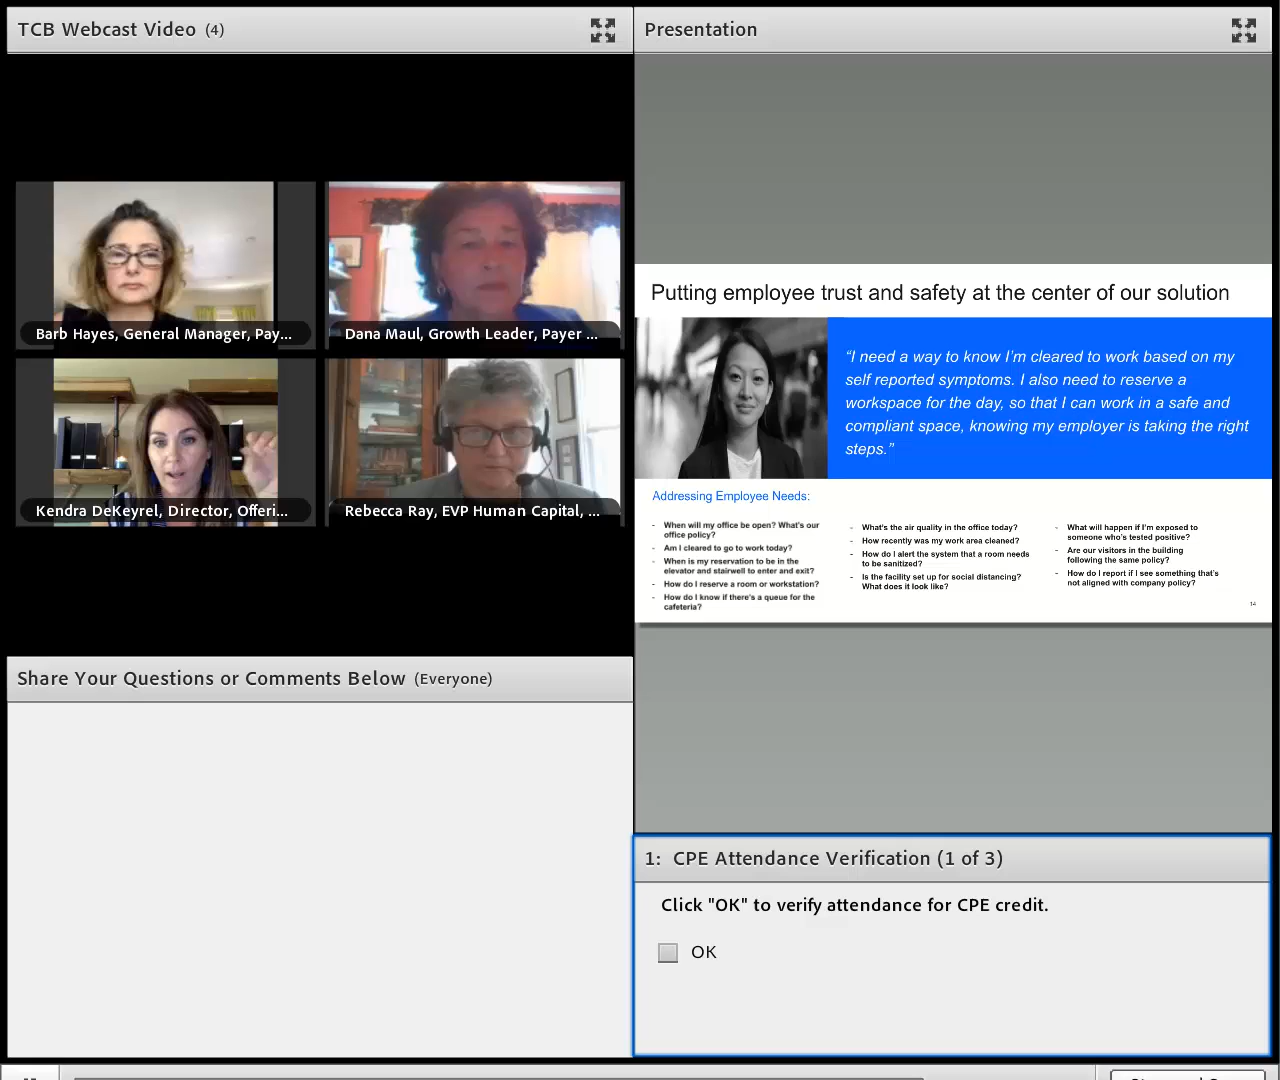 TCB Webcast Video (4)
Presentation
Barb Hayes, General Manager, Pay...
Dana Maul, Growth Leader, Payer ...
Kendra DeKeyrel, Director, Offeri...
Rebecca Ray, EVP Human Capital, ...
Putting employee trust and safety at the center of our solution
“I need a way to know I’m cleared to work based on my
self reported symptoms. I also need to reserve a
workspace for the day, so that I can work in a safe and
compliant space, knowing my employer is taking the right
steps.”
Addressing Employee Needs:
- When will my office be open? What's our
office policy?
- Am I cleared to go to work today?
- When is my reservation to be in the
elevator and stairwell to enter and exit?
- How do I reserve a room or workstation?
- How do I know if there's a queue for the
cafeteria?
- What's the air quality in the office today?
- How recently was my work area cleaned?
- How do I alert the system that a room needs
to be sanitized?
- Is the facility set up for social distancing?
What does it look like?
- What will happen if I'm exposed to
someone who's tested positive?
- Are our visitors in the building
following the same policy?
- How do I report if I see something that's
not aligned with company policy?
14
Share Your Questions or Comments Below (Everyone)
1: CPE Attendance Verification (1 of 3)
Click "OK" to verify attendance for CPE credit.
OK